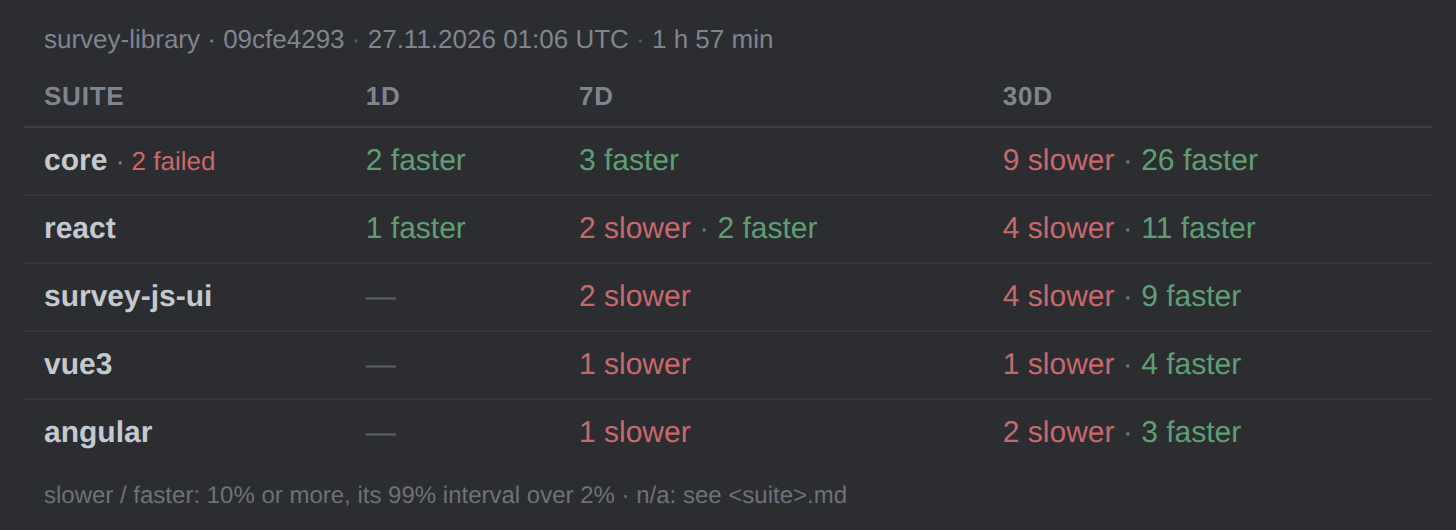 survey-library · 09cfe4293 · 27.11.2026 01:06 UTC · 1 h 57 min
SUITE 1D 7D 30D
core · 2 failed 2 faster 3 faster 9 slower · 26 faster
react 1 faster 2 slower · 2 faster 4 slower · 11 faster
survey-js-ui — 2 slower 4 slower · 9 faster
vue3 — 1 slower 1 slower · 4 faster
angular — 1 slower 2 slower · 3 faster
slower / faster: 10% or more, its 99% interval over 2% · n/a: see <suite>.md